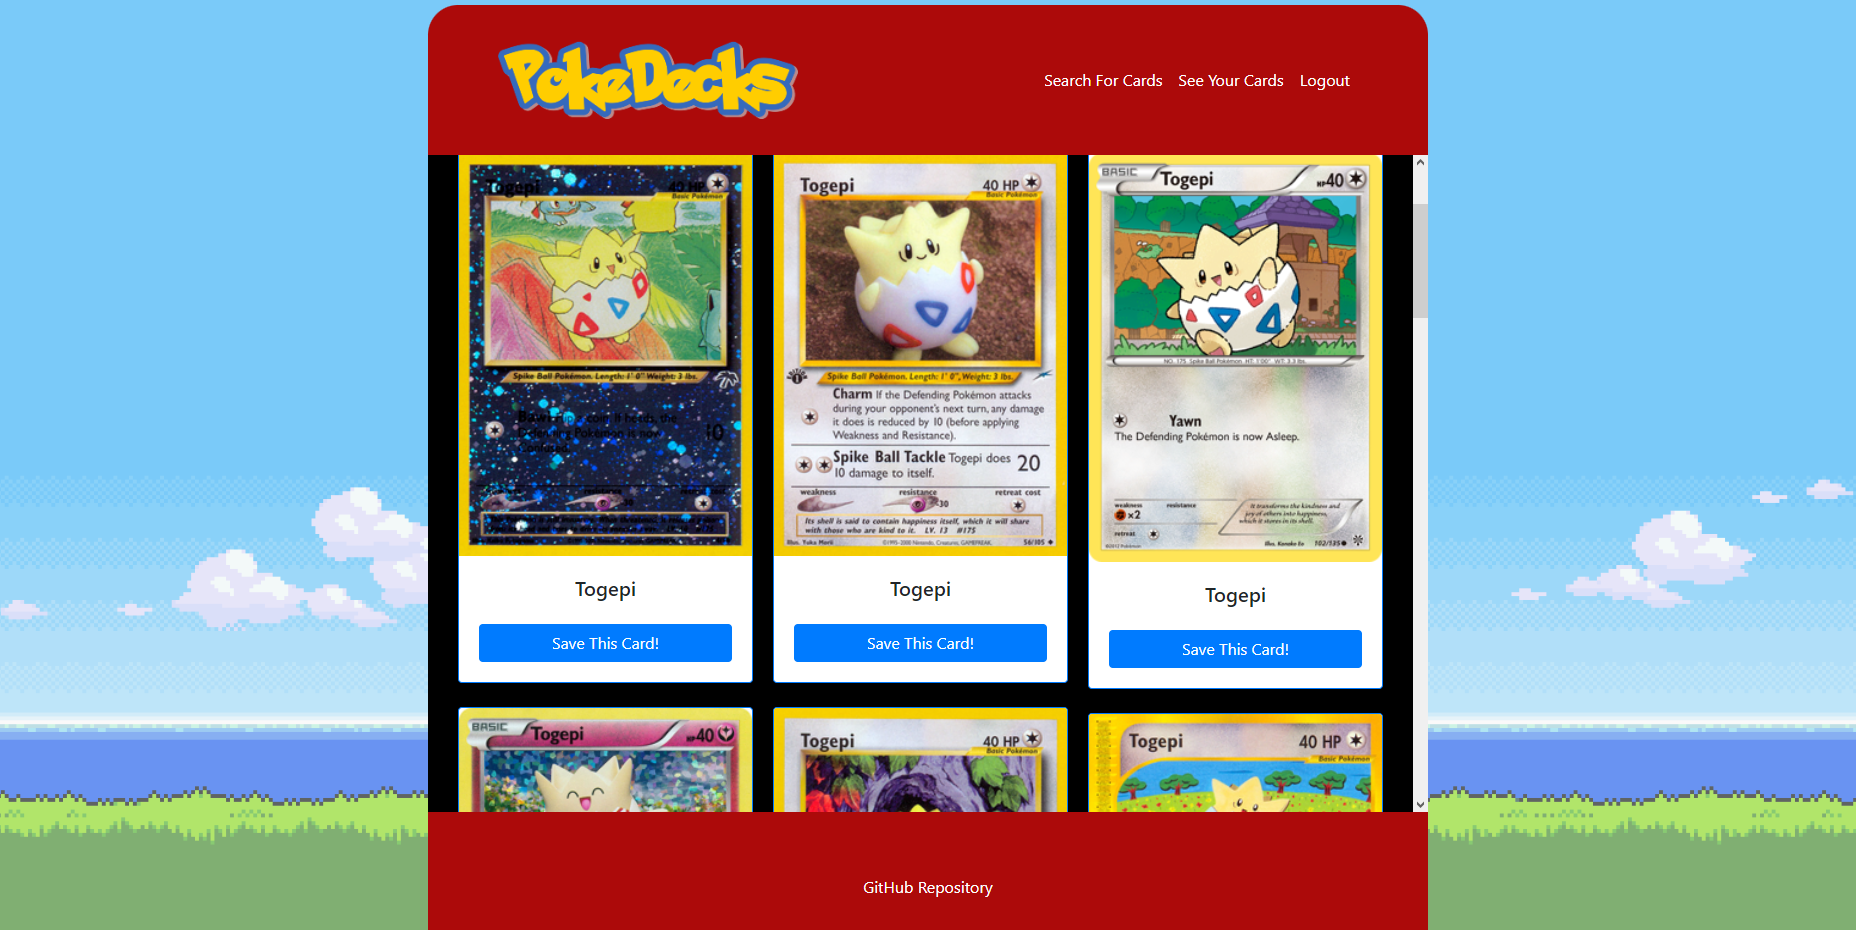 PokeDecks
Search For Cards
See Your Cards
Logout
Togepi
40 HP
Basic Pokémon
Spike Ball Pokémon. Length: 1' 0" Weight: 3 lbs.
10
Togepi
Save This Card!
Togepi
40 HP
Basic Pokémon
Spike Ball Pokémon. Length: 1' 0", Weight: 3 lbs.
Charm If the Defending Pokémon attacks
during your opponent's next turn, any damage
it does is reduced by 10 (before applying
Weakness and Resistance).
Spike Ball Tackle Togepi does
10 damage to itself.
20
weakness
resistance
retreat cost
-30
Its shell is said to contain happiness itself, which it will share
with those who are kind to it. LV. 13 #175
Illus. Yuka Morii
56/105
Togepi
Save This Card!
BASIC
Togepi
HP40
NO. 175 Spike Ball Pokémon HT: 1'00" WT: 3.3 lbs.
Yawn
The Defending Pokémon is now Asleep.
weakness
resistance
×2
retreat
It transforms the kindness and
joy of others into happiness,
which it stores in its shell.
Illus. Kanako Eo
102/135
Togepi
Save This Card!
BASIC
Togepi
HP40
Togepi
40 HP
Basic Pokémon
Togepi
40 HP
Basic Pokémon
GitHub Repository